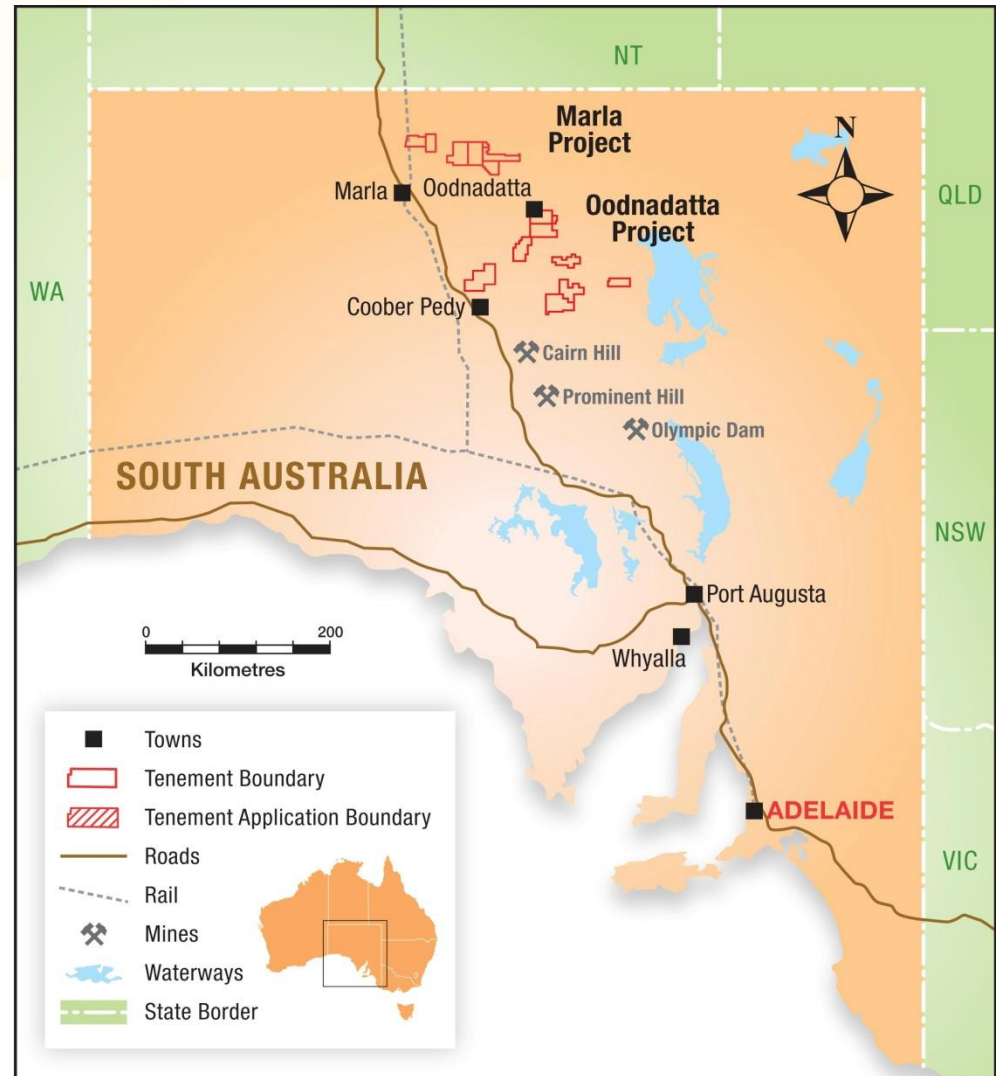 NT
Marla
Project
N
Marla
Oodnadatta
QLD
Oodnadatta
Project
WA
Coober Pedy
Cairn Hill
Prominent Hill
Olympic Dam
SOUTH AUSTRALIA
NSW
Port Augusta
0 200
Kilometres
Whyalla
Towns
Tenement Boundary
Tenement Application Boundary
Roads
Rail
Mines
Waterways
State Border
ADELAIDE
VIC